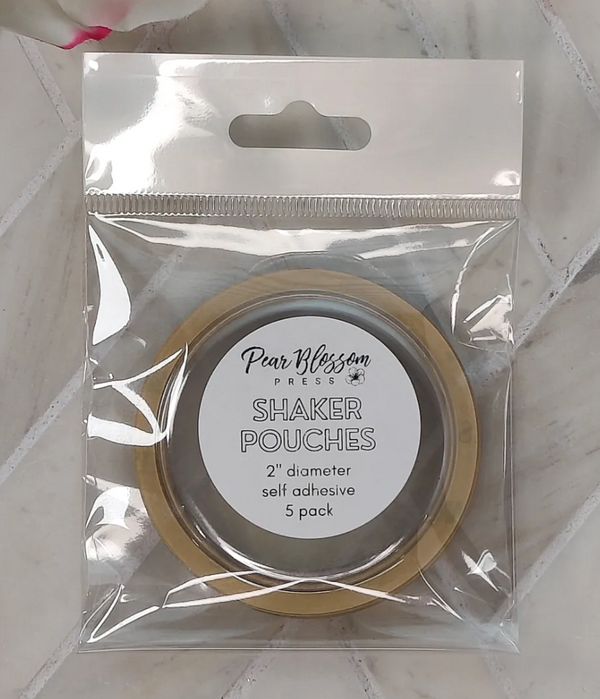 Pear Blossom
PRESS
SHAKER
POUCHES
2" diameter
self adhesive
5 pack